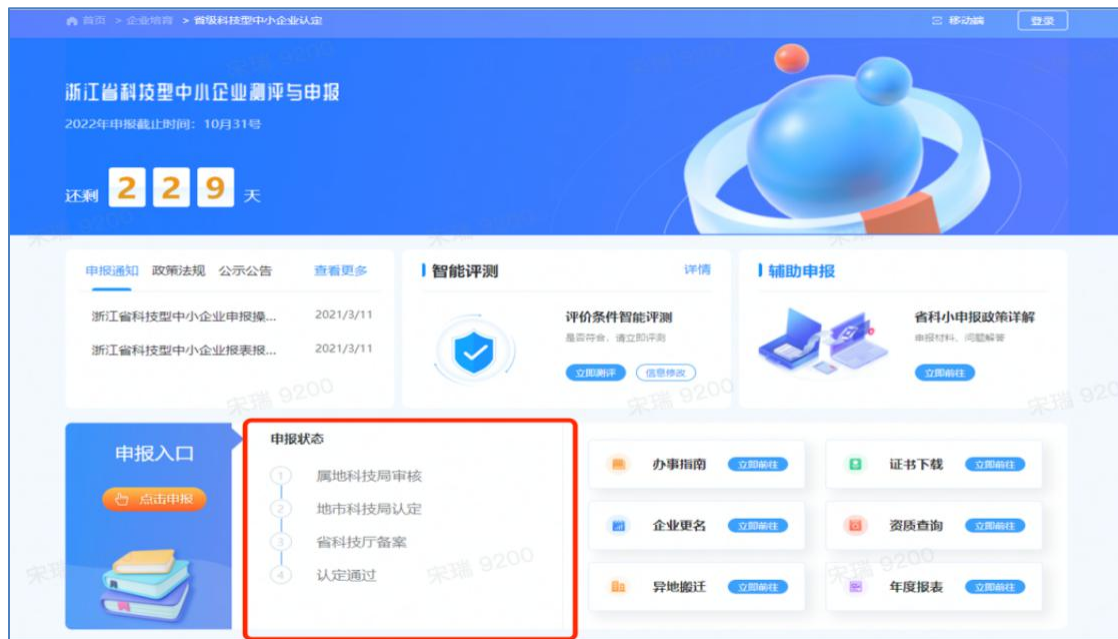 首页 > 企业培育 > 省级科技型中小企业认定
移动端
登录
浙江省科技型中小企业测评与申报
2022年申报截止时间：10月31号
还剩 2 2 9 天
申报通知 政策法规 公示公告 查看更多
浙江省科技型中小企业申报操... 2021/3/11
浙江省科技型中小企业报表报... 2021/3/11
智能评测 详情
评价条件智能评测
是否符合，请立即评测
立即测评 信息修改
辅助申报
省科小申报政策详解
申报材料、问题解答
立即前往
申报入口
点击申报
申报状态
1 属地科技局审核
2 地市科技局认定
3 省科技厅备案
4 认定通过
办事指南 立即前往
证书下载 立即前往
企业更名 立即前往
资质查询 立即前往
异地搬迁 立即前往
年度报表 立即前往
宋瑞 9200